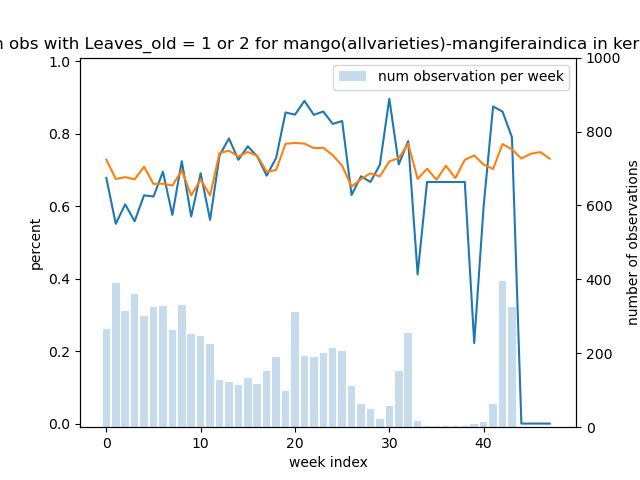 obs with Leaves_old = 1 or 2 for mango(allvarieties)-mangiferaindica in ker
num observation per week
percent
number of observations
1.0
0.8
0.6
0.4
0.2
0.0
1000
800
600
400
200
0
0 10 20 30 40
week index